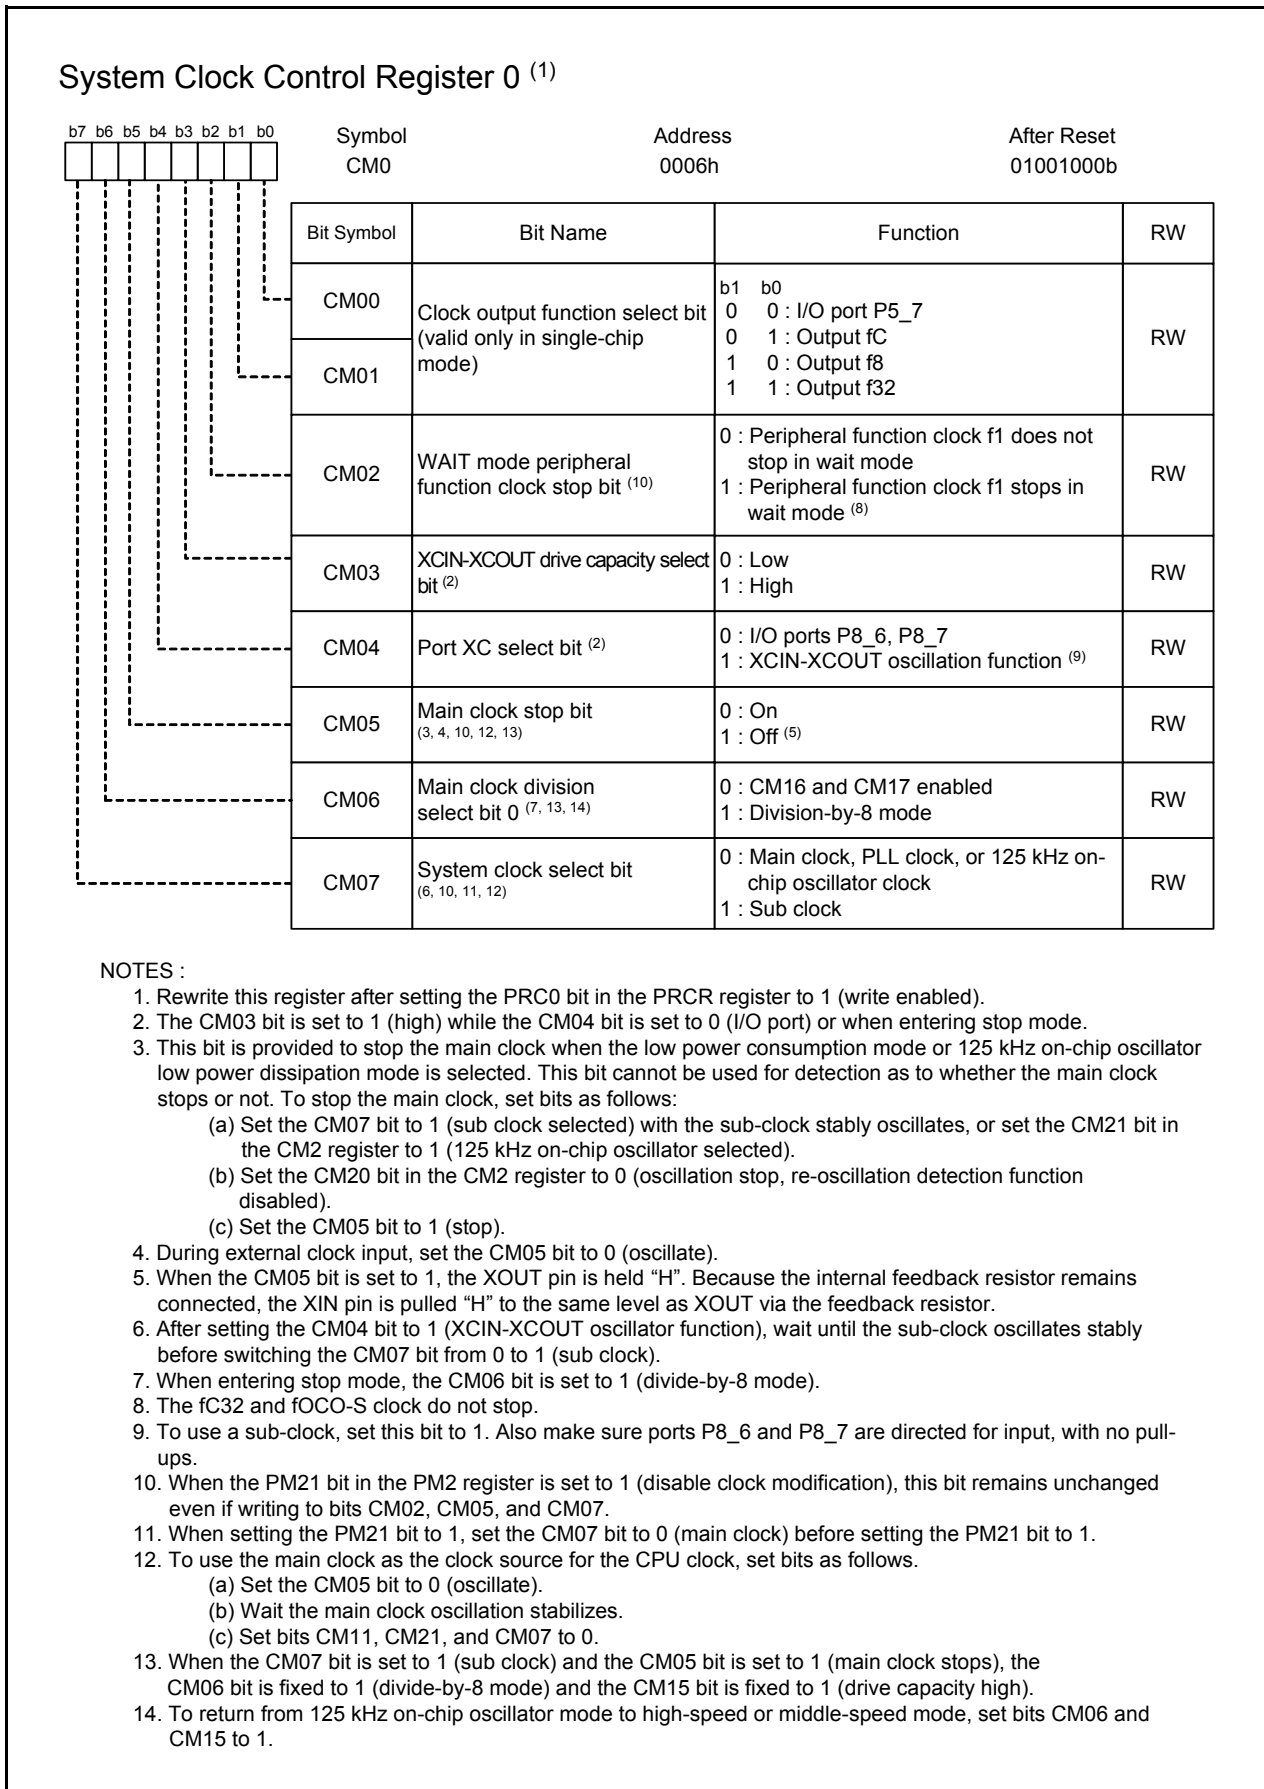 System Clock Control Register 0 (1)
b7 b6 b5 b4 b3 b2 b1 b0
Symbol Address After Reset
CM0 0006h 01001000b
Bit Symbol Bit Name Function RW
CM00
CM01
Clock output function select bit
(valid only in single-chip
mode)
b1 b0
0 0 : I/O port P5_7
0 1 : Output fC
1 0 : Output f8
1 1 : Output f32
RW
CM02
WAIT mode peripheral
function clock stop bit (10)
0 : Peripheral function clock f1 does not
stop in wait mode
1 : Peripheral function clock f1 stops in
wait mode (8)
RW
CM03
XCIN-XCOUT drive capacity select
bit (2)
0 : Low
1 : High
RW
CM04
Port XC select bit (2)
0 : I/O ports P8_6, P8_7
1 : XCIN-XCOUT oscillation function (9)
RW
CM05
Main clock stop bit
(3, 4, 10, 12, 13)
0 : On
1 : Off (5)
RW
CM06
Main clock division
select bit 0 (7, 13, 14)
0 : CM16 and CM17 enabled
1 : Division-by-8 mode
RW
CM07
System clock select bit
(6, 10, 11, 12)
0 : Main clock, PLL clock, or 125 kHz on-
chip oscillator clock
1 : Sub clock
RW
NOTES :
1. Rewrite this register after setting the PRC0 bit in the PRCR register to 1 (write enabled).
2. The CM03 bit is set to 1 (high) while the CM04 bit is set to 0 (I/O port) or when entering stop mode.
3. This bit is provided to stop the main clock when the low power consumption mode or 125 kHz on-chip oscillator
low power dissipation mode is selected. This bit cannot be used for detection as to whether the main clock
stops or not. To stop the main clock, set bits as follows:
(a) Set the CM07 bit to 1 (sub clock selected) with the sub-clock stably oscillates, or set the CM21 bit in
the CM2 register to 1 (125 kHz on-chip oscillator selected).
(b) Set the CM20 bit in the CM2 register to 0 (oscillation stop, re-oscillation detection function
disabled).
(c) Set the CM05 bit to 1 (stop).
4. During external clock input, set the CM05 bit to 0 (oscillate).
5. When the CM05 bit is set to 1, the XOUT pin is held “H”. Because the internal feedback resistor remains
connected, the XIN pin is pulled “H” to the same level as XOUT via the feedback resistor.
6. After setting the CM04 bit to 1 (XCIN-XCOUT oscillator function), wait until the sub-clock oscillates stably
before switching the CM07 bit from 0 to 1 (sub clock).
7. When entering stop mode, the CM06 bit is set to 1 (divide-by-8 mode).
8. The fC32 and fOCO-S clock do not stop.
9. To use a sub-clock, set this bit to 1. Also make sure ports P8_6 and P8_7 are directed for input, with no pull-
ups.
10. When the PM21 bit in the PM2 register is set to 1 (disable clock modification), this bit remains unchanged
even if writing to bits CM02, CM05, and CM07.
11. When setting the PM21 bit to 1, set the CM07 bit to 0 (main clock) before setting the PM21 bit to 1.
12. To use the main clock as the clock source for the CPU clock, set bits as follows.
(a) Set the CM05 bit to 0 (oscillate).
(b) Wait the main clock oscillation stabilizes.
(c) Set bits CM11, CM21, and CM07 to 0.
13. When the CM07 bit is set to 1 (sub clock) and the CM05 bit is set to 1 (main clock stops), the
CM06 bit is fixed to 1 (divide-by-8 mode) and the CM15 bit is fixed to 1 (drive capacity high).
14. To return from 125 kHz on-chip oscillator mode to high-speed or middle-speed mode, set bits CM06 and
CM15 to 1.